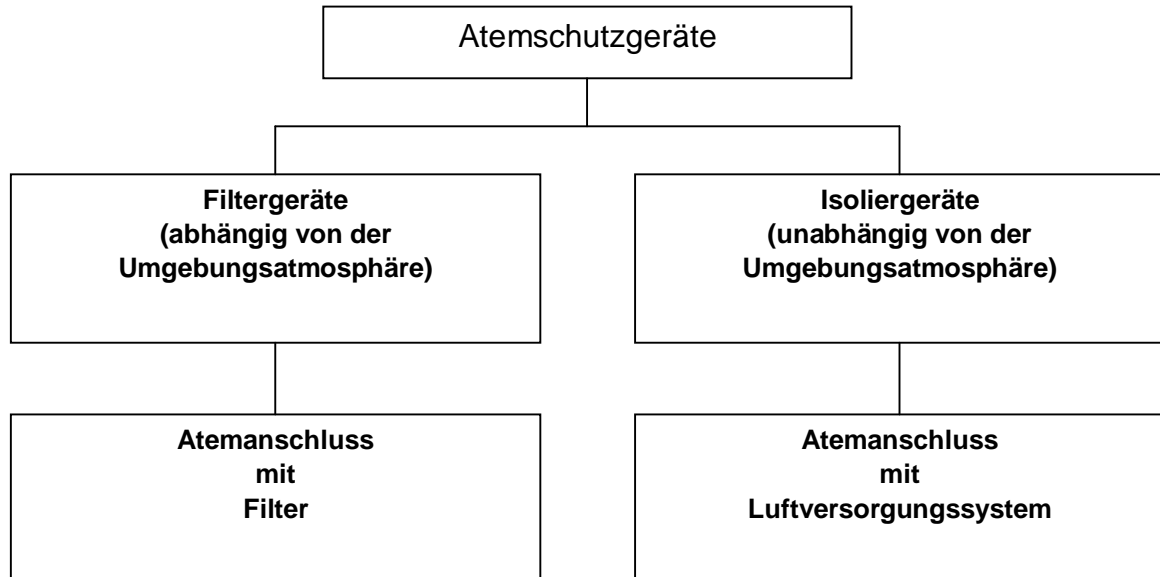 Atemschutzgeräte
Filtergeräte
(abhängig von der
Umgebungsatmosphäre)
Isoliergeräte
(unabhängig von der
Umgebungsatmosphäre)
Atemanschluss
mit
Filter
Atemanschluss
mit
Luftversorgungssystem